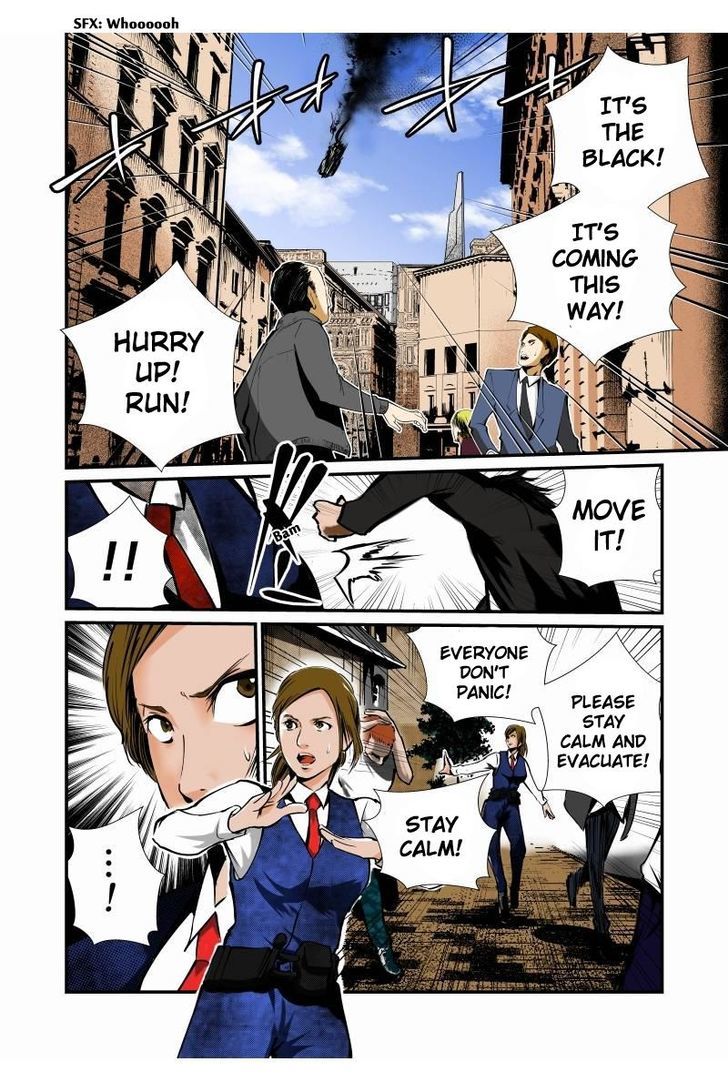 SFX: Whoooooh
IT'S
THE
BLACK!
IT'S
COMING
THIS
WAY!
HURRY
UP!
RUN!
MOVE
IT!
Bam
!!
EVERYONE
DON'T
PANIC!
PLEASE
STAY
CALM AND
EVACUATE!
STAY
CALM!
...!